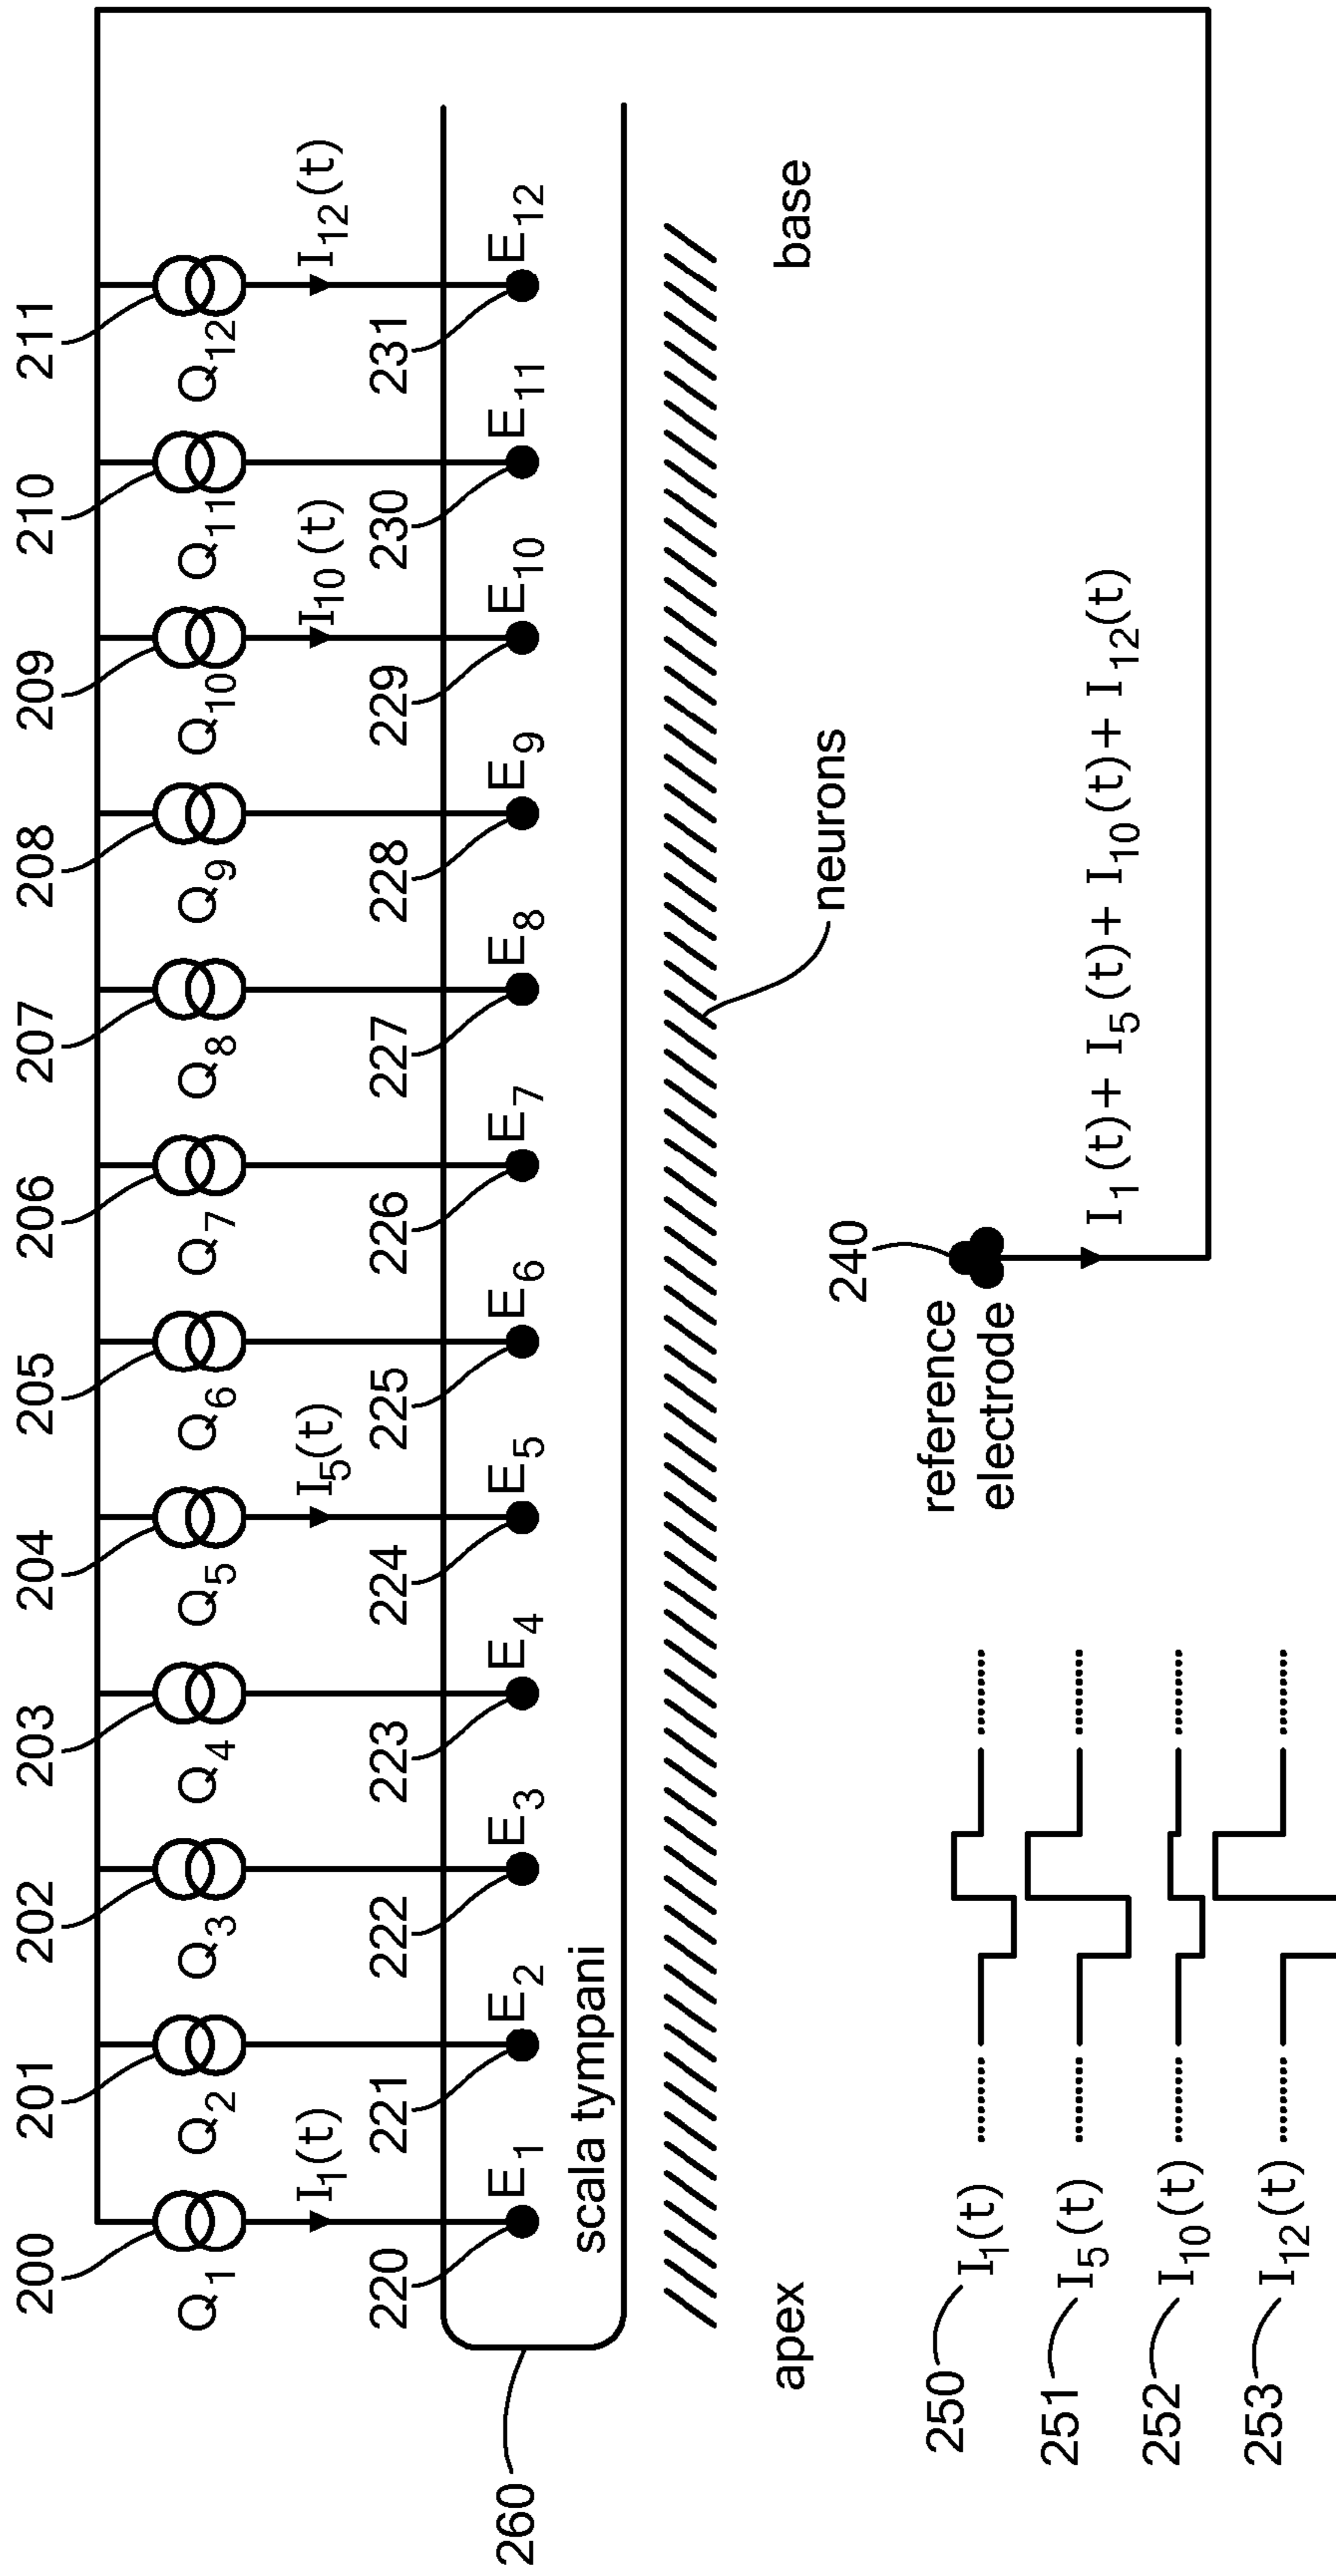 200 201 202 203 204 205 206 207 208 209 210 211
Q1 Q2 Q3 Q4 Q5 Q6 Q7 Q8 Q9 Q10 Q11 Q12
I1(t) I5(t) I10(t) I12(t)
220 221 222 223 224 225 226 227 228 229 230 231
E1 E2 E3 E4 E5 E6 E7 E8 E9 E10 E11 E12
260
scala tympani
apex
neurons
base
240
reference
electrode
I1(t)+ I5(t)+ I10(t)+ I12(t)
250 I1(t)
251 I5(t)
252 I10(t)
253 I12(t)